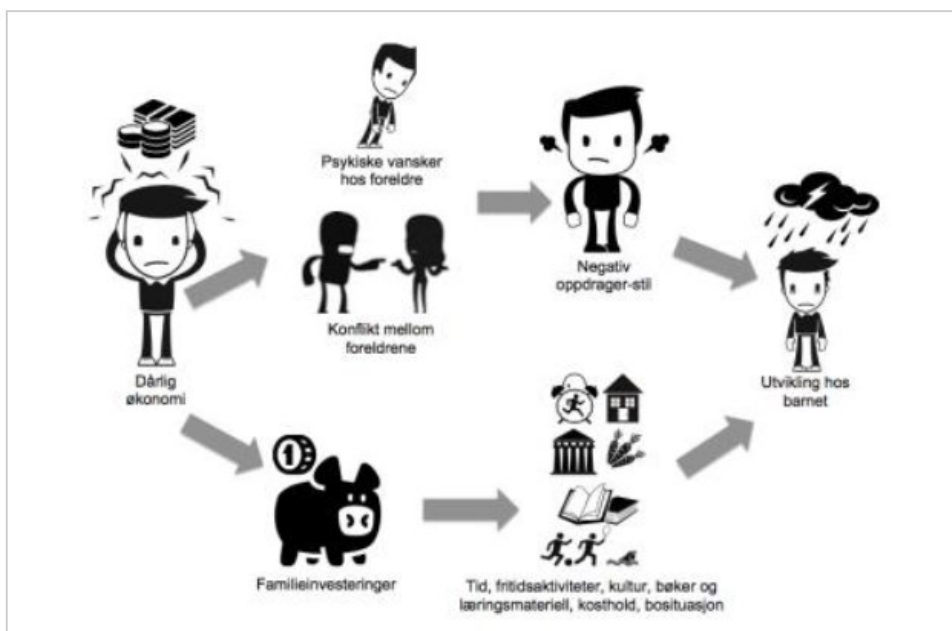 Psykiske vansker
hos foreldre
Negativ
oppdrager-stil
Konflikt mellom
foreldrene
Dårlig
økonomi
Utvikling hos
barnet
1
Familieinvesteringer
Tid, fritidsaktiviteter, kultur, bøker og
læringsmateriell, kosthold, bosituasjon